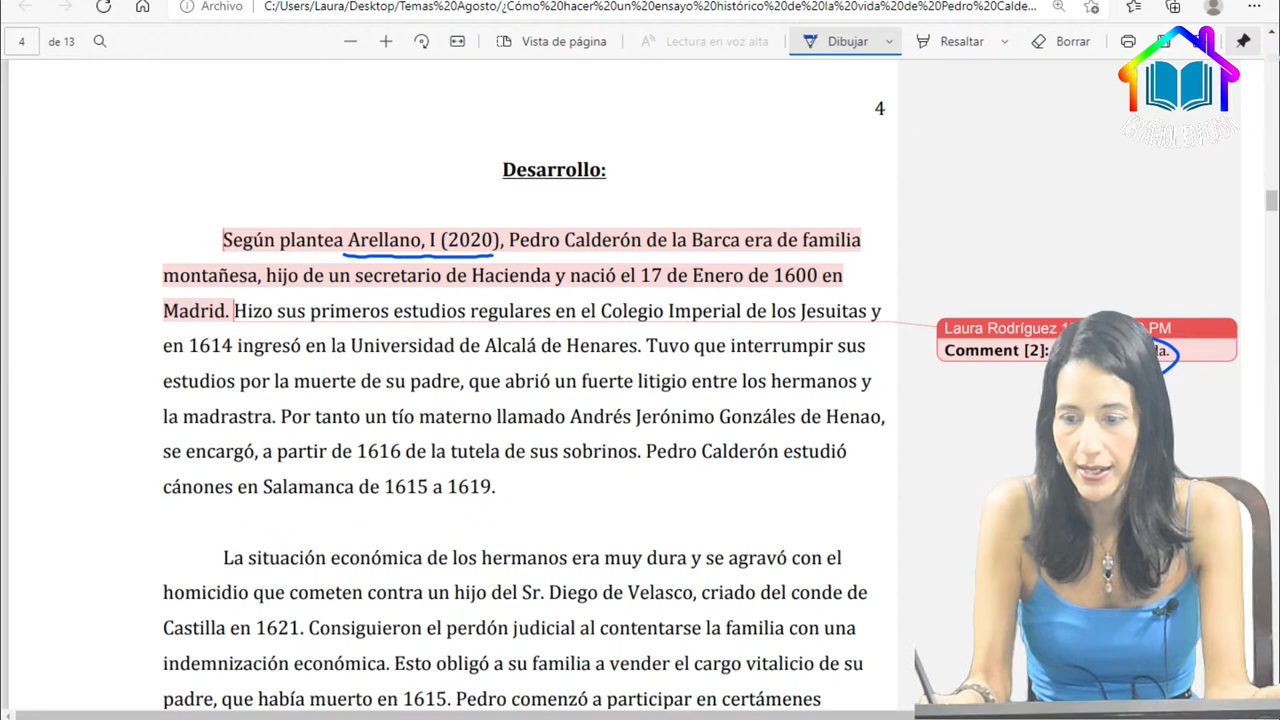 Archivo C:/Users/Laura/Desktop/Temas%20Agosto/¿Cómo%20hacer%20un%20ensayo%20histórico%20de%20la%20vida%20de%20Pedro%20Calde...
4 de 13 Vista de página Lectura en voz alta Dibujar Resaltar Borrar
ESPAÑOL EN CASA
4
Desarrollo:
Según plantea Arellano, I (2020), Pedro Calderón de la Barca era de familia
montañesa, hijo de un secretario de Hacienda y nació el 17 de Enero de 1600 en
Madrid. Hizo sus primeros estudios regulares en el Colegio Imperial de los Jesuitas y
en 1614 ingresó en la Universidad de Alcalá de Henares. Tuvo que interrumpir sus
estudios por la muerte de su padre, que abrió un fuerte litigio entre los hermanos y
la madrastra. Por tanto un tío materno llamado Andrés Jerónimo Gonzáles de Henao,
se encargó, a partir de 1616 de la tutela de sus sobrinos. Pedro Calderón estudió
cánones en Salamanca de 1615 a 1619.
Laura Rodríguez 1 PM
Comment [2]: da.
La situación económica de los hermanos era muy dura y se agravó con el
homicidio que cometen contra un hijo del Sr. Diego de Velasco, criado del conde de
Castilla en 1621. Consiguieron el perdón judicial al contentarse la familia con una
indemnización económica. Esto obligó a su familia a vender el cargo vitalicio de su
padre, que había muerto en 1615. Pedro comenzó a participar en certámenes